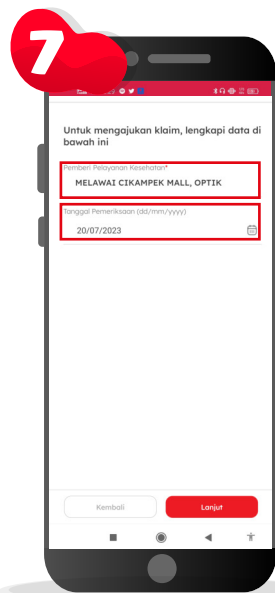 7
Untuk mengajukan klaim, lengkapi data di
bawah ini
Pemberi Pelayanan Kesehatan*
MELAWAI CIKAMPEK MALL, OPTIK
Tanggal Pemeriksaan (dd/mm/yyyy)
20/07/2023
Kembali
Lanjut